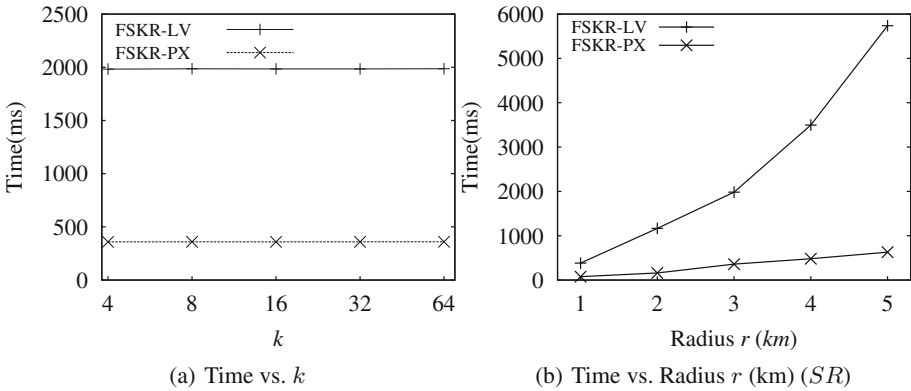 2500
2000
1500
1000
500
0
Time(ms)
FSKR-LV
FSKR-PX
4 8 16 32 64
k
(a) Time vs. k
6000
5000
4000
3000
2000
1000
0
Time(ms)
FSKR-LV
FSKR-PX
1 2 3 4 5
Radius r (km)
(b) Time vs. Radius r (km) (SR)